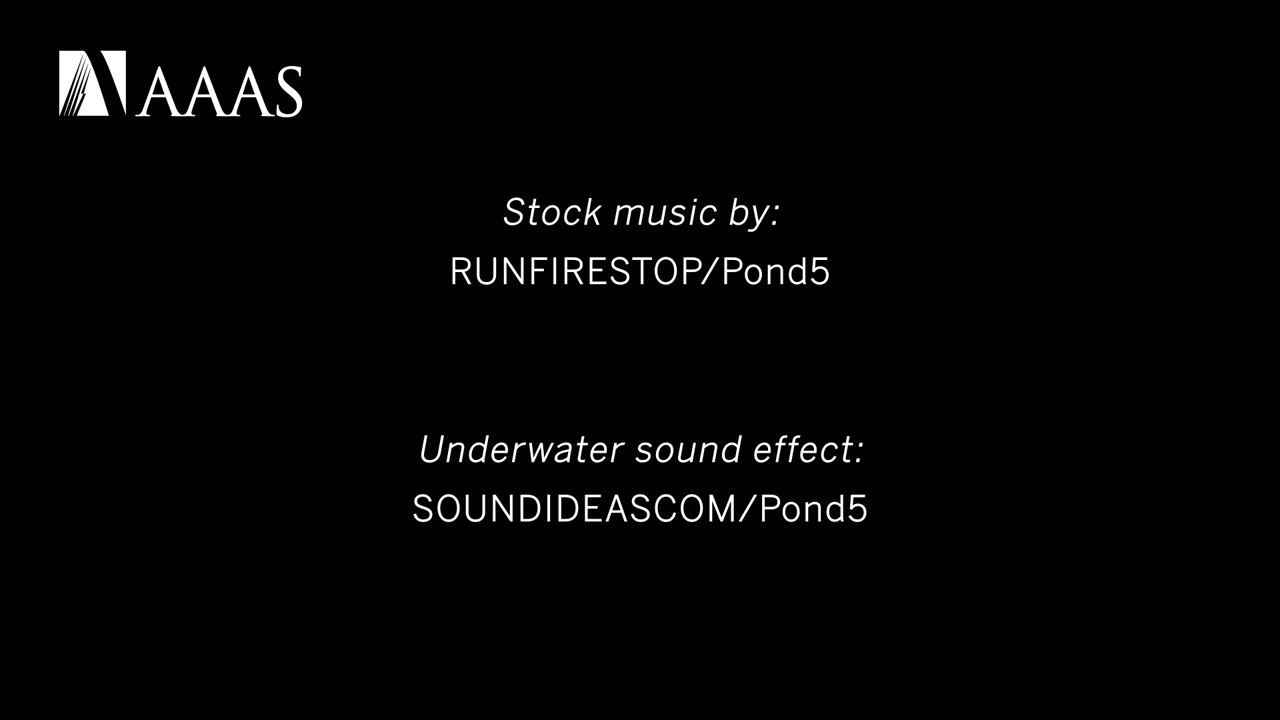 AAAS
Stock music by:
RUNFIRESTOP/Pond5
Underwater sound effect:
SOUNDIDEASCOM/Pond5